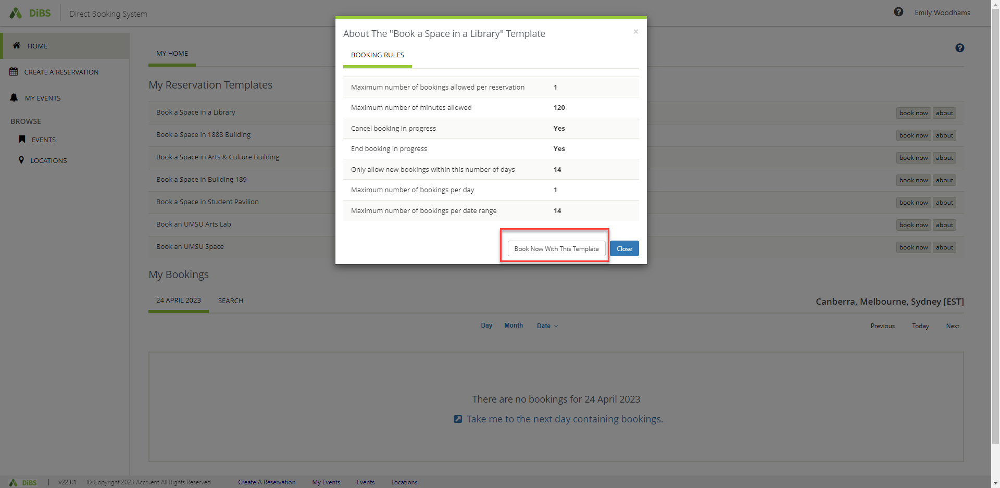 DiBS
Direct Booking System
Emily Woodhams
HOME
CREATE A RESERVATION
MY EVENTS
BROWSE
EVENTS
LOCATIONS
MY HOME
My Reservation Templates
Book a Space in a Library
book now
about
Book a Space in 1888 Building
book now
about
Book a Space in Arts & Culture Building
book now
about
Book a Space in Building 189
book now
about
Book a Space in Student Pavilion
book now
about
Book an UMSU Arts Lab
book now
about
Book an UMSU Space
book now
about
About The "Book a Space in a Library" Template
×
BOOKING RULES
Maximum number of bookings allowed per reservation 1
Maximum number of minutes allowed 120
Cancel booking in progress Yes
End booking in progress Yes
Only allow new bookings within this number of days 14
Maximum number of bookings per day 1
Maximum number of bookings per date range 14
Book Now With This Template
Close
My Bookings
24 APRIL 2023
SEARCH
Canberra, Melbourne, Sydney [EST]
Day
Month
Date
Previous
Today
Next
There are no bookings for 24 April 2023
Take me to the next day containing bookings.
DiBS | v223.1 © Copyright 2023 Accruent All Rights Reserved
Create A Reservation
My Events
Events
Locations